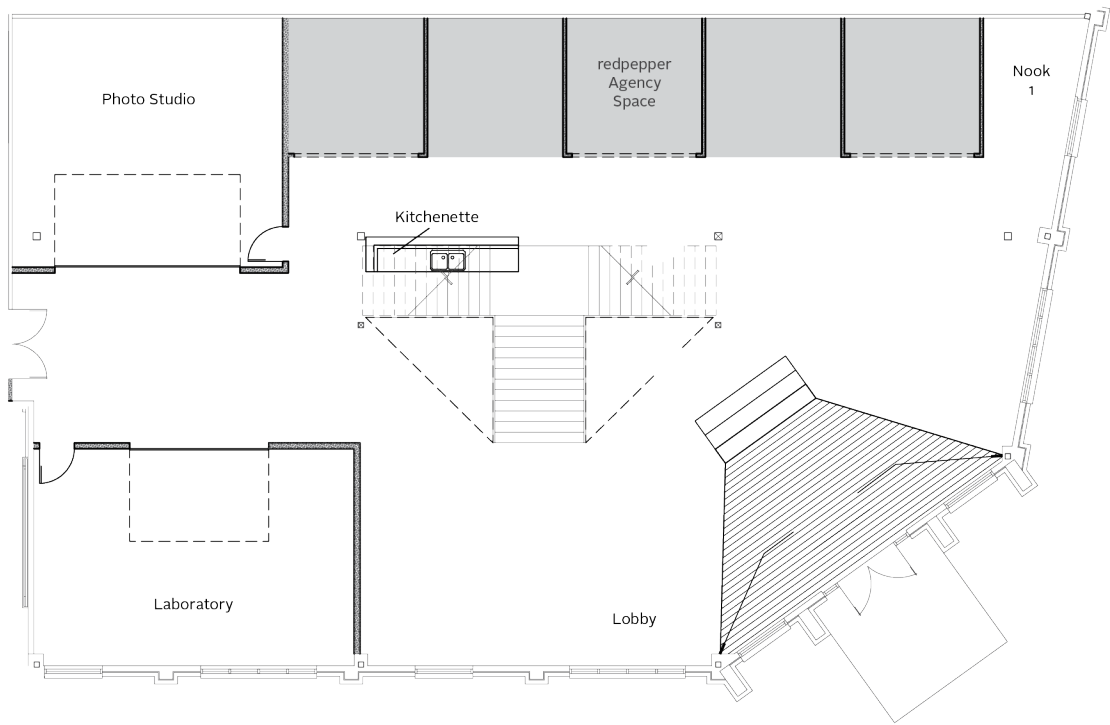 Photo Studio
redpepper
Agency
Space
Nook
1
Kitchenette
Laboratory
Lobby